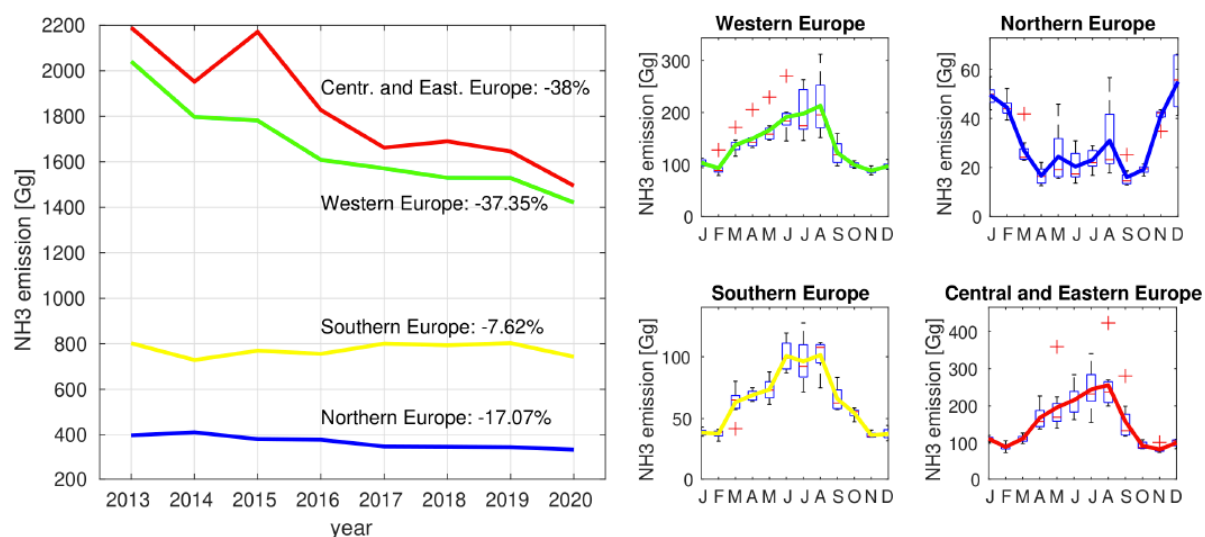 2200
2000
1800
1600
1400
1200
1000
800
600
400
200
NH3 emission [Gg]
Centr. and East. Europe: -38%
Western Europe: -37.35%
Southern Europe: -7.62%
Northern Europe: -17.07%
2013 2014 2015 2016 2017 2018 2019 2020
year
Western Europe
NH3 emission [Gg]
300
200
100
0
J F M A M J J A S O N D
Northern Europe
NH3 emission [Gg]
60
40
20
0
J F M A M J J A S O N D
Southern Europe
NH3 emission [Gg]
100
50
0
J F M A M J J A S O N D
Central and Eastern Europe
NH3 emission [Gg]
400
300
200
100
0
J F M A M J J A S O N D